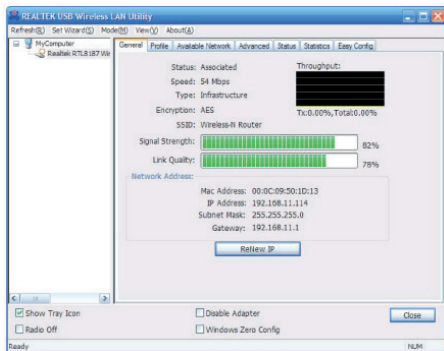 REALTEK USB Wireless LAN Utility
Refresh(R) Set Wizard(S) Mode(M) View(V) About(A)
MyComputer
Realtek RTL8187 Wir
General Profile Available Network Advanced Status Statistics Easy Config
Status: Associated
Throughput:
Speed: 54 Mbps
Type: Infrastructure
Encryption: AES
Tx:0.00%, Total:0.00%
SSID: Wireless-N Router
Signal Strength: 82%
Link Quality: 78%
Network Address:
Mac Address: 00:0C:09:50:1D:13
IP Address: 192.168.11.114
Subnet Mask: 255.255.255.0
Gateway: 192.168.11.1
ReNew IP
Show Tray Icon
Disable Adapter
Close
Radio Off
Windows Zero Config
Ready
NUM